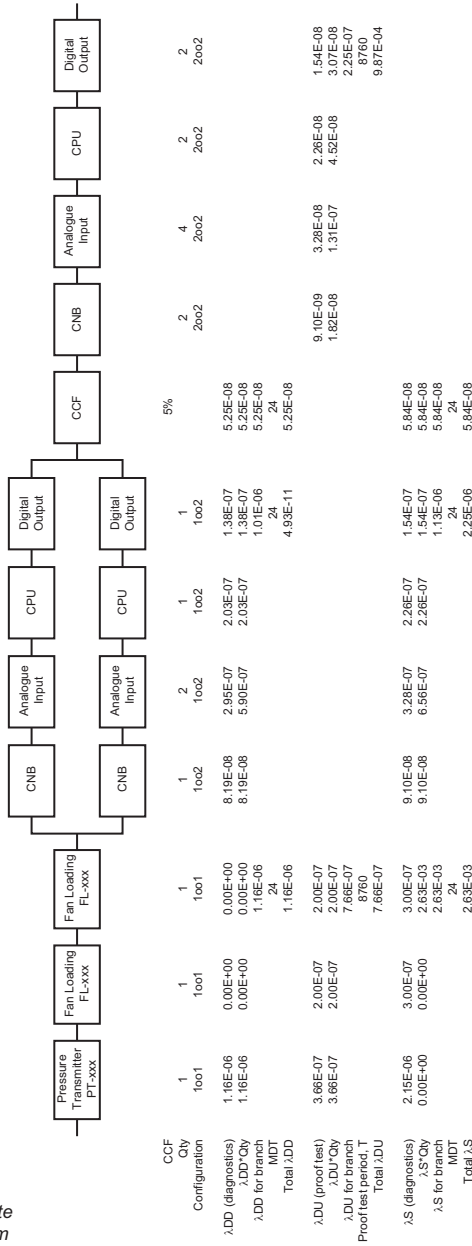 CNB
Analogue
Input
CPU
Digital
Output
Pressure
Transmitter
PT-xxx
Fan Loading
FL-xxx
Fan Loading
FL-xxx
CCF
CNB
Analogue
Input
CPU
Digital
Output
CNB
Analogue
Input
CPU
Digital
Output
CCF 5%
Qty 1 1 1 1 2 1 1 2 4 2 2
Configuration 1oo1 1oo1 1oo1 1oo2 1oo2 1oo2 1oo2 2oo2 2oo2 2oo2 2oo2
λDD (diagnostics) 1.16E-06 0.00E+00 0.00E+00 8.19E-08 2.95E-07 2.03E-07 1.38E-07 5.25E-08
λDD*Qty 1.16E-06 0.00E+00 0.00E+00 8.19E-08 5.90E-07 2.03E-07 1.38E-07 5.25E-08
λDD for branch 1.16E-06 1.01E-06 5.25E-08
MDT 24 24 24
Total λDD 1.16E-06 4.93E-11 5.25E-08
λDU (proof test) 3.66E-07 2.00E-07 2.00E-07 9.10E-09 3.28E-08 2.26E-08 1.54E-08
λDU*Qty 3.66E-07 2.00E-07 2.00E-07 1.82E-08 1.31E-07 4.52E-08 3.07E-08
λDU for branch 7.66E-07 2.25E-07
Proof test period, T 8760 8760
Total λDU 7.66E-07 9.87E-04
λS (diagnostics) 2.15E-06 3.00E-07 3.00E-07 9.10E-08 3.28E-07 2.26E-07 1.54E-07 5.84E-08
λS*Qty 0.00E+00 0.00E+00 2.63E-03 9.10E-08 6.56E-07 2.26E-07 1.54E-07 5.84E-08
λS for branch 2.63E-03 1.13E-06 5.84E-08
MDT 24 24 24
Total λS 2.63E-03 2.25E-06 5.84E-08
te
m